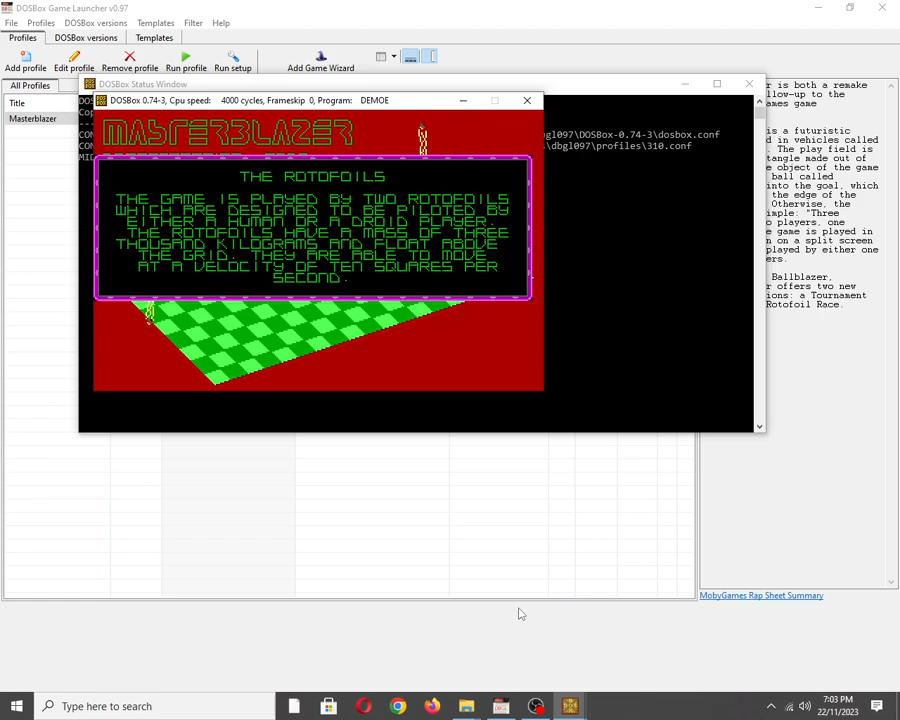 DOSBox Game Launcher v0.97
File Profiles DOSBox versions Templates Filter Help
Profiles DOSBox versions Templates
Add profile Edit profile Remove profile Run profile Run setup Add Game Wizard
All Profiles
Title
Masterblazer
DOSBox Status Window
DOSBox 0.74-3, Cpu speed: 4000 cycles, Frameskip 0, Program: DEMOE
MASTERBLAZER
THE ROTOFOILS
THE GAME IS PLAYED BY TWO ROTOFOILS
WHICH ARE DESIGNED TO BE PILOTED BY
EITHER A HUMAN OR A DROID PLAYER.
THE ROTOFOILS HAVE A MASS OF THREE
THOUSAND KILOGRAMS AND FLOAT ABOVE
THE GRID. THEY ARE ABLE TO MOVE
AT A VELOCITY OF TEN SQUARES PER
SECOND.
DOS
Cop
CON
CON
MID
bgl097\DOSBox-0.74-3\dosbox.conf
s\dbgl097\profiles\310.conf
r is both a remake
llow-up to the
ames game
is a futuristic
d in vehicles called
The play field is
tangle made out of
e object of the game
ball called
into the goal, which
the edge of the
Otherwise, the
imple: "Three
o players, one
e game is played in
n on a split screen
played by either one
ers.
Ballblazer,
r offers two new
ions: a Tournament
Rotofoil Race.
MobyGames Rap Sheet Summary
Type here to search
7:03 PM
22/11/2023